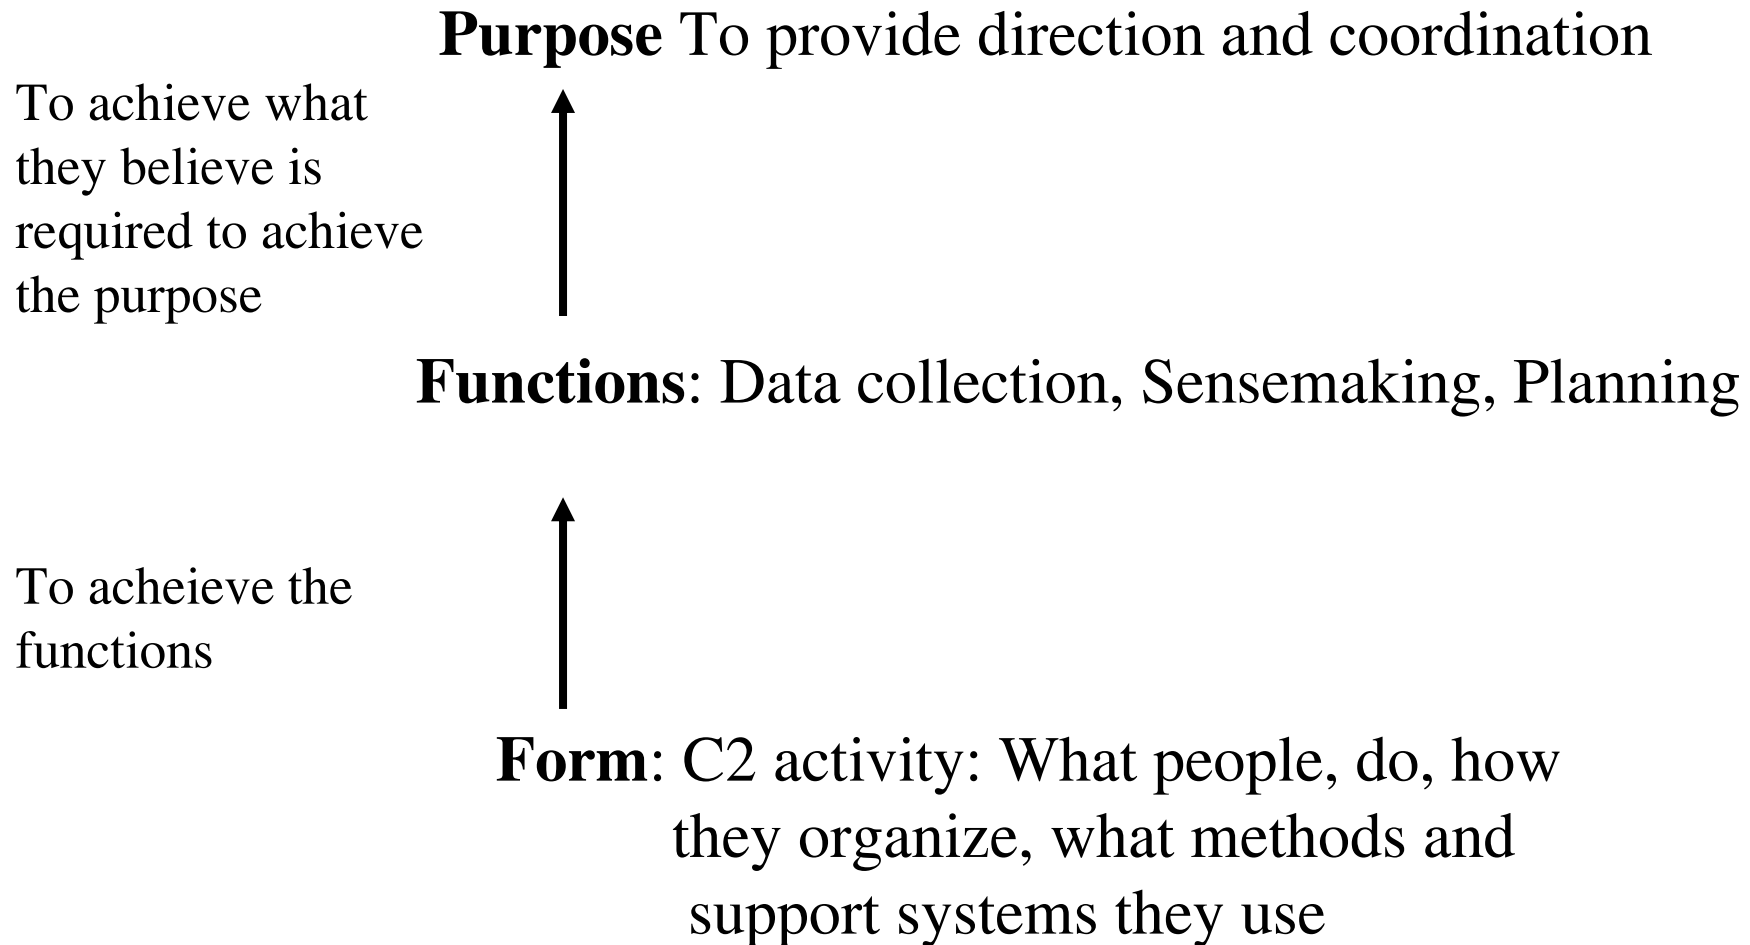 Purpose To provide direction and coordination
To achieve what
they believe is
required to achieve
the purpose
Functions: Data collection, Sensemaking, Planning
To acheieve the
functions
Form: C2 activity: What people, do, how
they organize, what methods and
support systems they use